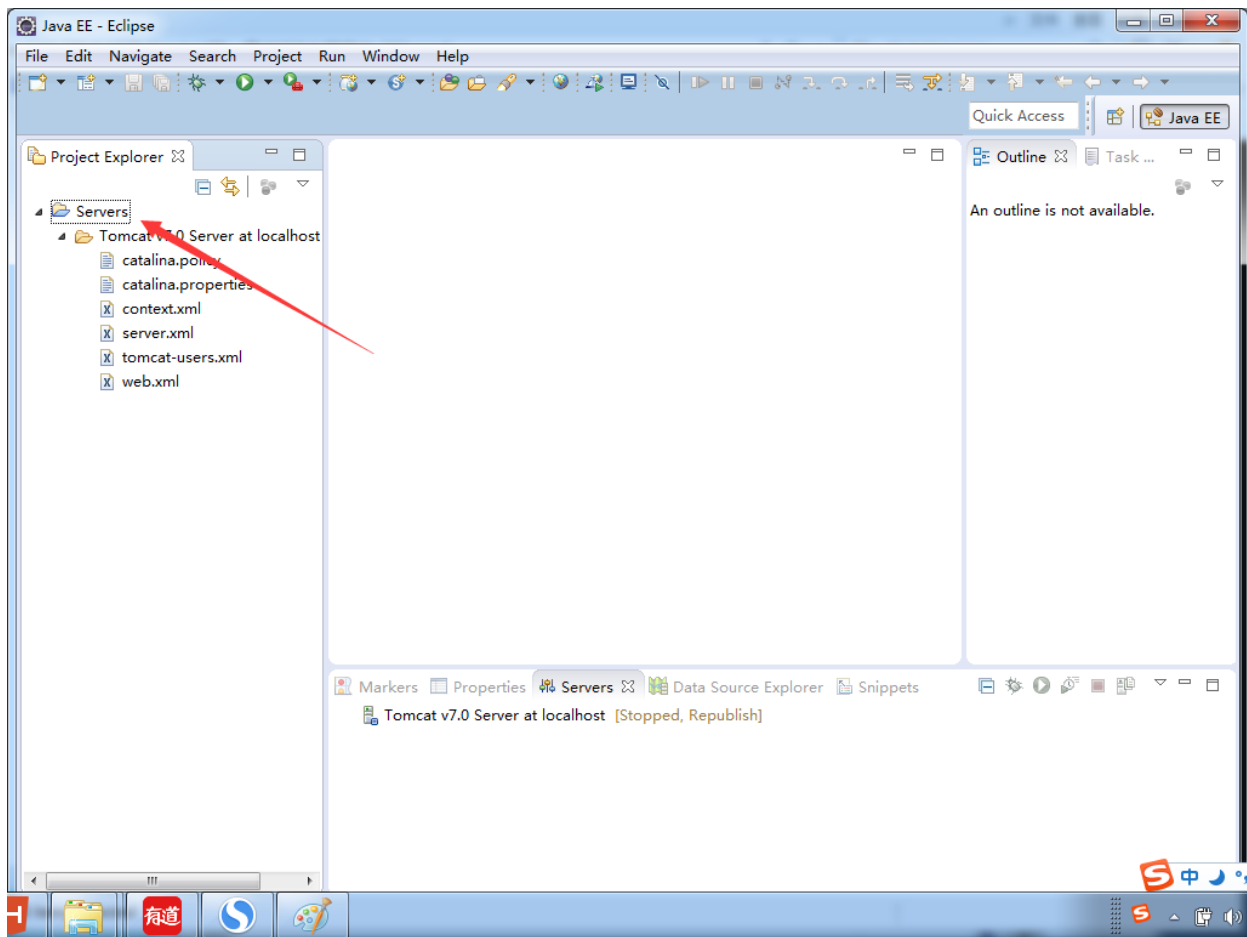 Java EE - Eclipse
File Edit Navigate Search Project Run Window Help
Quick Access
Java EE
Project Explorer
Outline
Task ...
Servers
An outline is not available.
Tomcat v7.0 Server at localhost
catalina.policy
catalina.properties
context.xml
server.xml
tomcat-users.xml
web.xml
Markers Properties Servers Data Source Explorer Snippets
Tomcat v7.0 Server at localhost [Stopped, Republish]
中
有道